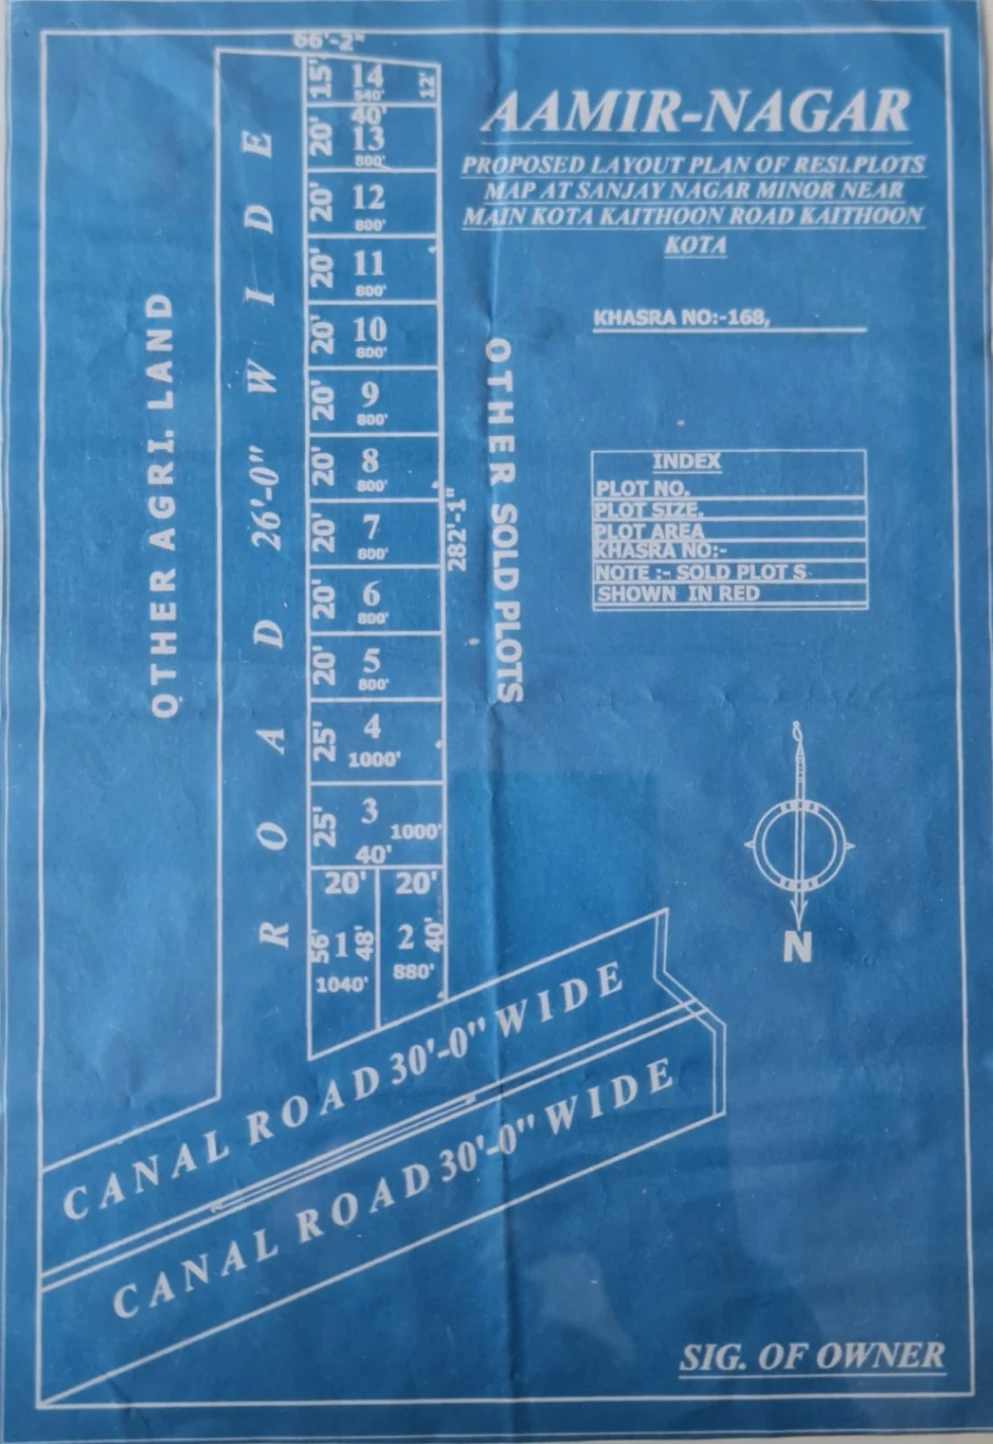 66'-2"
AAMIR-NAGAR
PROPOSED LAYOUT PLAN OF RESI.PLOTS
MAP AT SANJAY NAGAR MINOR NEAR
MAIN KOTA KAITHOON ROAD KAITHOON
KOTA
KHASRA NO:-168,
INDEX
PLOT NO.
PLOT SIZE.
PLOT AREA
KHASRA NO:-
NOTE :- SOLD PLOT S
SHOWN IN RED
N
OTHER AGRI. LAND
ROAD 26'-0" WIDE
15' 14 12'
540'
40'
20' 13
800'
20' 12
800'
20' 11
800'
20' 10
800'
20' 9
800'
20' 8
800'
20' 7
800'
20' 6
800'
20' 5
800'
25' 4
1000'
25' 3
1000'
40'
20' 20'
56' 1 48' 2 40'
1040' 880'
282'-1"
OTHER SOLD PLOTS
CANAL ROAD 30'-0" WIDE
CANAL ROAD 30'-0" WIDE
SIG. OF OWNER